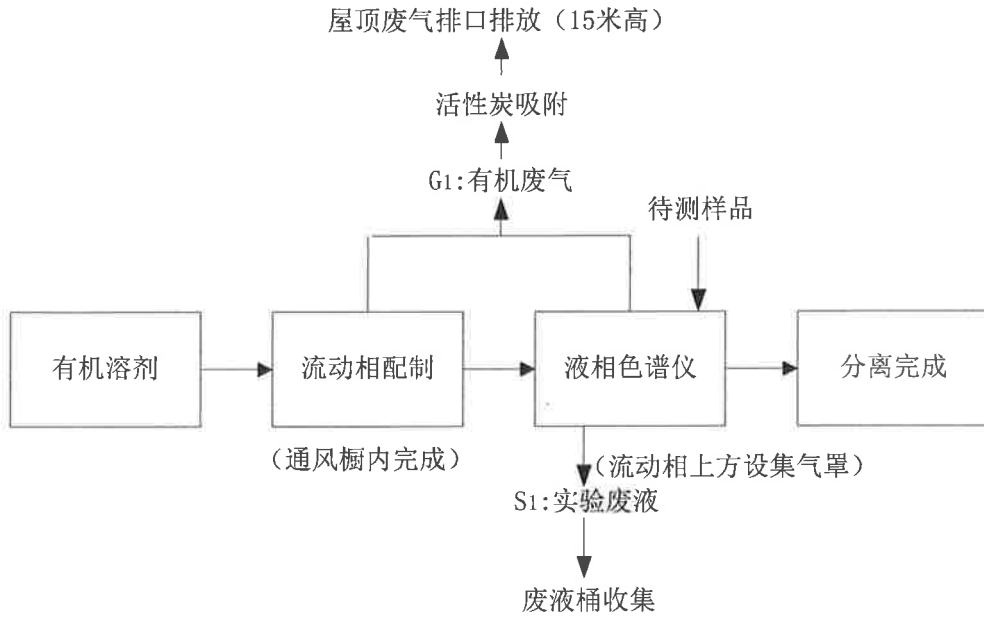 屋顶废气排口排放（15米高）
活性炭吸附
G1:有机废气
待测样品
有机溶剂
流动相配制
液相色谱仪
分离完成
（通风橱内完成）
（流动相上方设集气罩）
S1:实验废液
废液桶收集